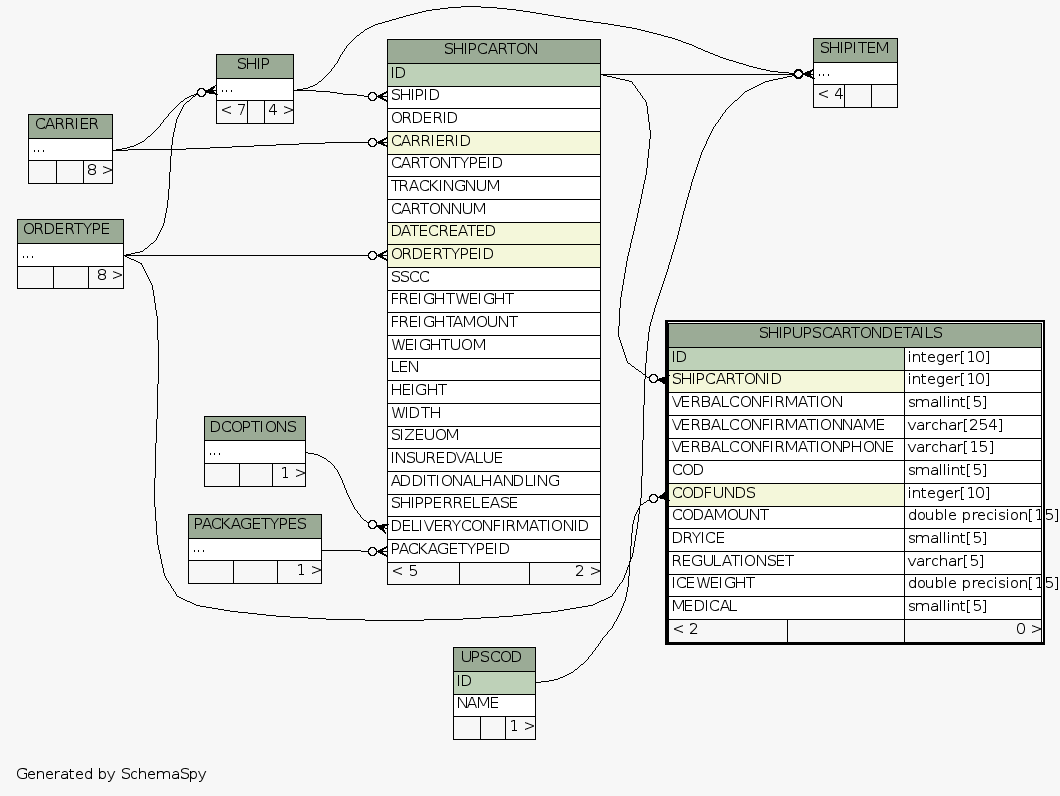 SHIP
...
< 7 4 >
CARRIER
...
8 >
ORDERTYPE
...
8 >
SHIPCARTON
ID
SHIPID
ORDERID
CARRIERID
CARTONTYPEID
TRACKINGNUM
CARTONNUM
DATECREATED
ORDERTYPEID
SSCC
FREIGHTWEIGHT
FREIGHTAMOUNT
WEIGHTUOM
LEN
HEIGHT
WIDTH
SIZEUOM
INSUREDVALUE
ADDITIONALHANDLING
SHIPPERRELEASE
DELIVERYCONFIRMATIONID
PACKAGETYPEID
< 5 2 >
SHIPITEM
...
< 4
DCOPTIONS
...
1 >
PACKAGETYPES
...
1 >
SHIPUPSCARTONDETAILS
ID integer[10]
SHIPCARTONID integer[10]
VERBALCONFIRMATION smallint[5]
VERBALCONFIRMATIONNAME varchar[254]
VERBALCONFIRMATIONPHONE varchar[15]
COD smallint[5]
CODFUNDS integer[10]
CODAMOUNT double precision[15]
DRYICE smallint[5]
REGULATIONSET varchar[5]
ICEWEIGHT double precision[15]
MEDICAL smallint[5]
< 2 0 >
UPSCOD
ID
NAME
1 >
Generated by SchemaSpy